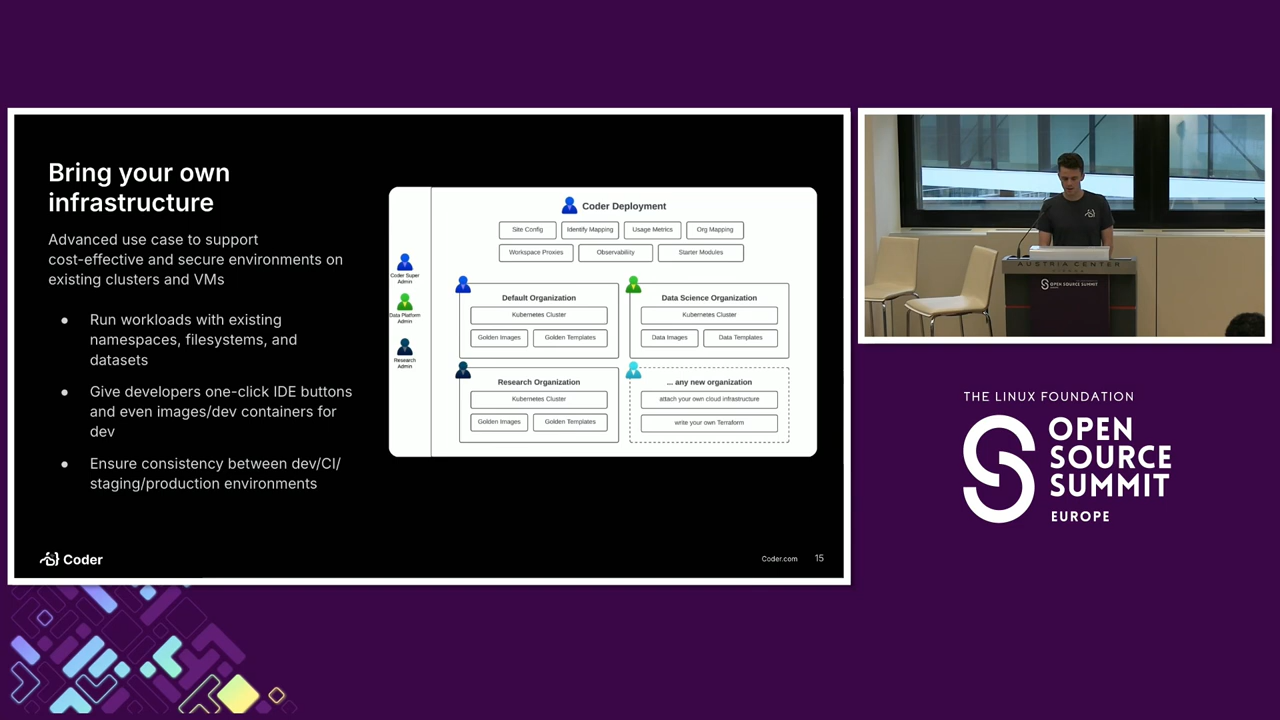 Bring your own
infrastructure
Advanced use case to support
cost-effective and secure environments on
existing clusters and VMs
● Run workloads with existing
namespaces, filesystems, and
datasets
● Give developers one-click IDE buttons
and even images/dev containers for
dev
● Ensure consistency between dev/CI/
staging/production environments
Coder
Coder Super
Admin
Data Platform
Admin
Research
Admin
Coder Deployment
Site Config
Identify Mapping
Usage Metrics
Org Mapping
Workspace Proxies
Observability
Starter Modules
Default Organization
Kubernetes Cluster
Golden Images
Golden Templates
Data Science Organization
Kubernetes Cluster
Data Images
Data Templates
Research Organization
Kubernetes Cluster
Golden Images
Golden Templates
... any new organization
attach your own cloud infrastructure
write your own Terraform
Coder.com
15
AUSTRIA CENTER
OPEN SOURCE SUMMIT
THE LINUX FOUNDATION
OPEN
SOURCE
SUMMIT
EUROPE